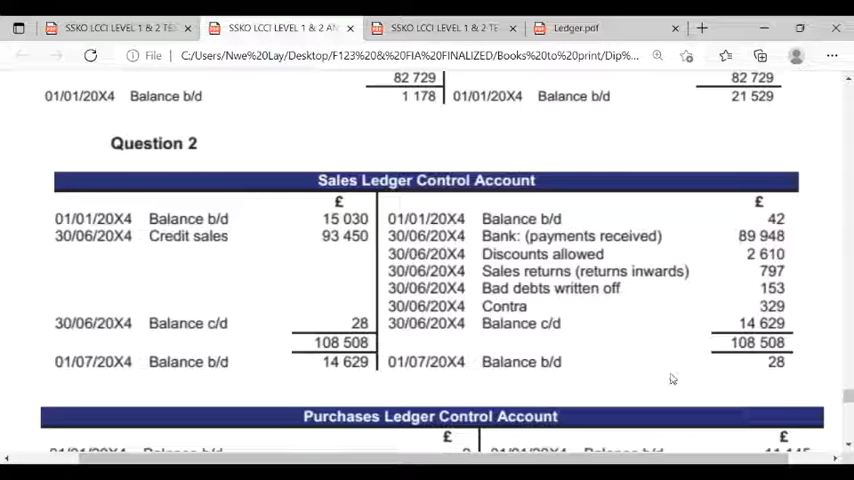 SSKO LCCI LEVEL 1 & 2 TE
SSKO LCCI LEVEL 1 & 2 AN
SSKO LCCI LEVEL 1 & 2 TE
Ledger.pdf
File C:/Users/Nwe%20Lay/Desktop/F123%20&%20FIA%20FINALIZED/Books%20to%20print/Dip%...
82 729 82 729
01/01/20X4 Balance b/d 1 178 01/01/20X4 Balance b/d 21 529
Question 2
Sales Ledger Control Account
£ £
01/01/20X4 Balance b/d 15 030 01/01/20X4 Balance b/d 42
30/06/20X4 Credit sales 93 450 30/06/20X4 Bank: (payments received) 89 948
30/06/20X4 Discounts allowed 2 610
30/06/20X4 Sales returns (returns inwards) 797
30/06/20X4 Bad debts written off 153
30/06/20X4 Contra 329
30/06/20X4 Balance c/d 28 30/06/20X4 Balance c/d 14 629
108 508 108 508
01/07/20X4 Balance b/d 14 629 01/07/20X4 Balance b/d 28
Purchases Ledger Control Account
£ £